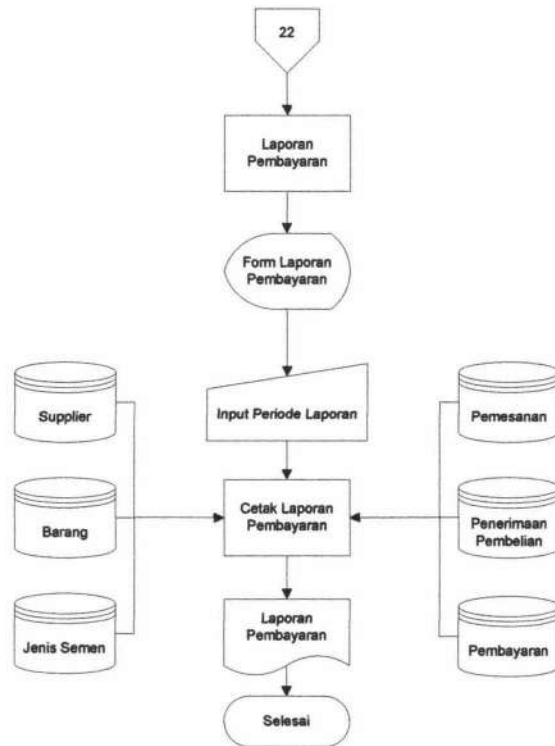 22
Laporan
Pembayaran
Form Laporan
Pembayaran
Input Periode Laporan
Supplier
Pemesanan
Cetak Laporan
Pembayaran
Barang
Penerimaan
Pembelian
Laporan
Pembayaran
Jenis Semen
Pembayaran
Selesai